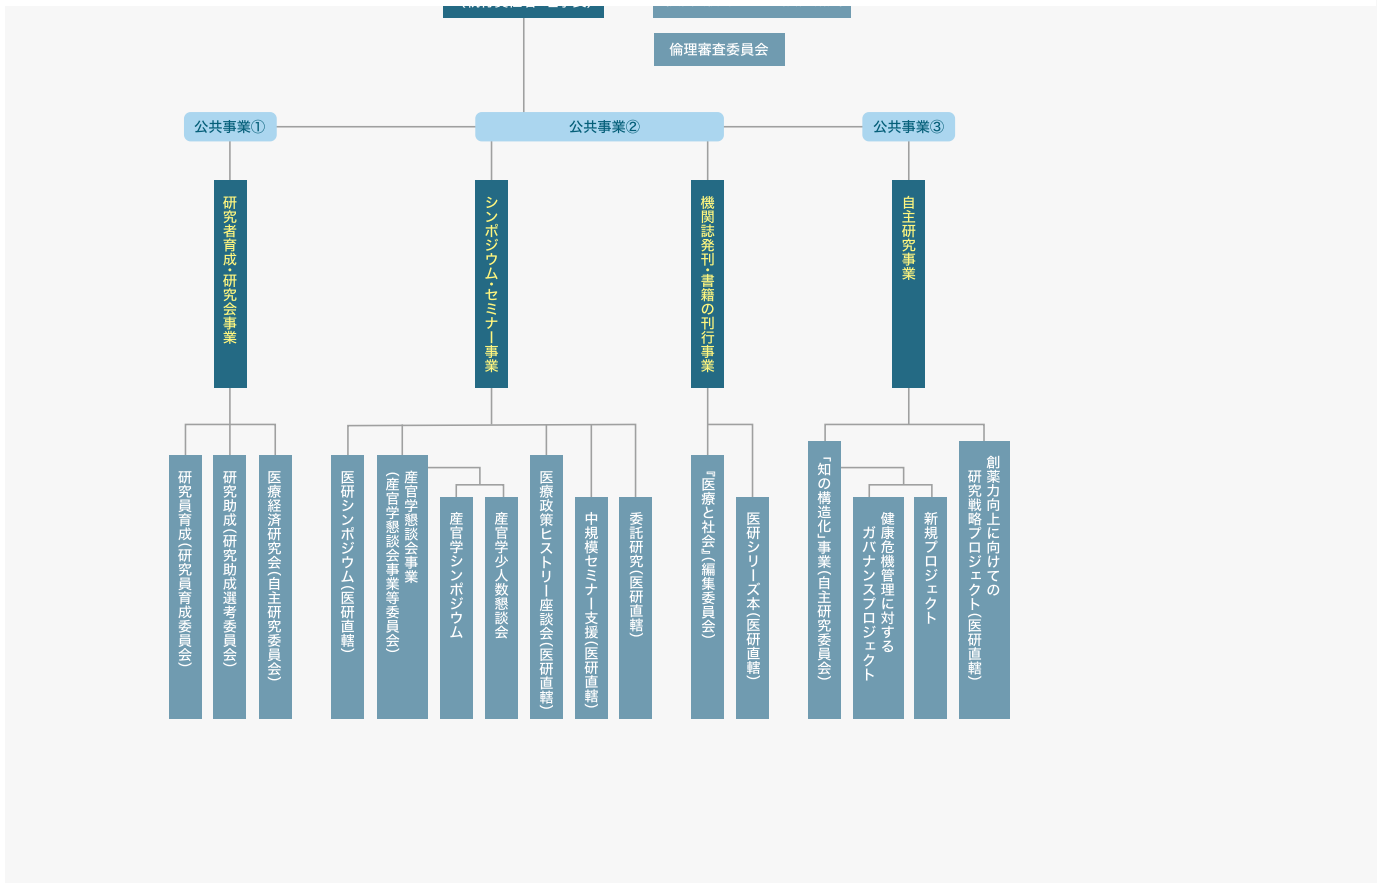 倫理審査委員会
公共事業①
公共事業②
公共事業③
研究者育成・研究会事業
シンポジウム・セミナー事業
機関誌発刊・書籍の刊行事業
自主研究事業
研究員育成（研究員育成委員会）
研究助成（研究助成選考委員会）
医療経済研究会（自主研究委員会）
医研シンポジウム（医研直轄）
産官学懇談会事業
（産官学懇談会事業等委員会）
産官学シンポジウム
産官学少人数懇談会
医療政策ヒストリー座談会（医研直轄）
中規模セミナー支援（医研直轄）
委託研究（医研直轄）
『医療と社会』（編集委員会）
医研シリーズ本（医研直轄）
「知の構造化」事業（自主研究委員会）
健康危機管理に対する
ガバナンスプロジェクト
新規プロジェクト
創薬力向上に向けての
研究戦略プロジェクト（医研直轄）